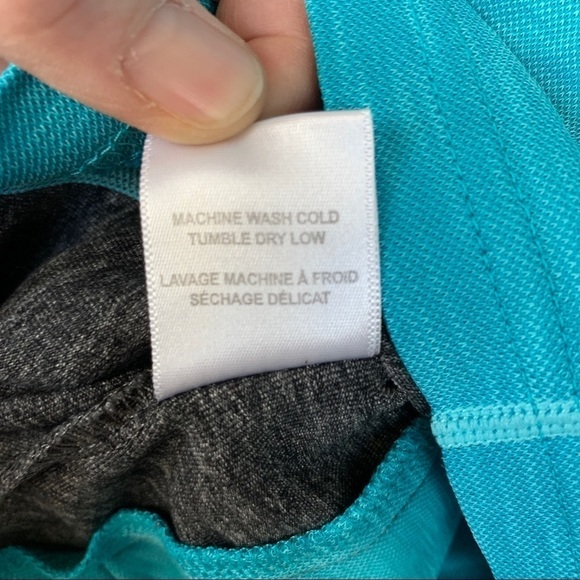 MACHINE WASH COLD
TUMBLE DRY LOW
LAVAGE MACHINE À FROID
SÉCHAGE DÉLICAT